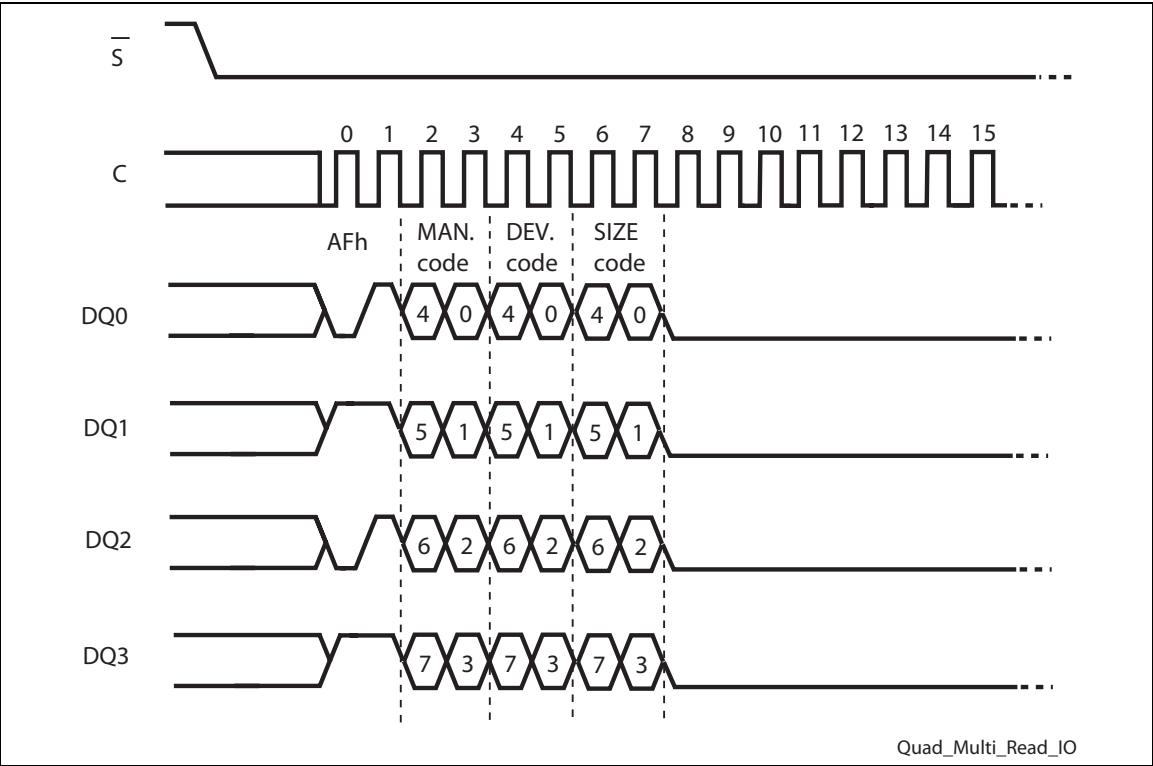 S
0 1 2 3 4 5 6 7 8 9 10 11 12 13 14 15
C
AFh
MAN. code
DEV. code
SIZE code
DQ0
4 0 4 0 4 0
DQ1
5 1 5 1 5 1
DQ2
6 2 6 2 6 2
DQ3
7 3 7 3 7 3
Quad_Multi_Read_IO